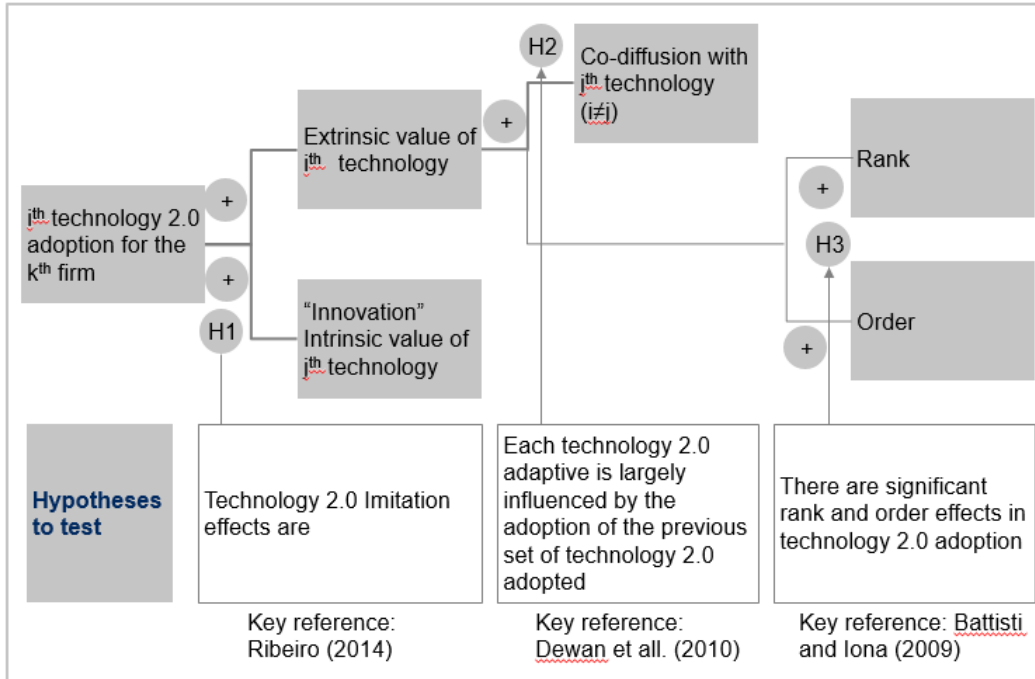 H2
Co-diffusion with
jth technology
(i≠j)
Extrinsic value of
ith technology
+
Rank
+
+
ith technology 2.0
adoption for the
kth firm
H3
+
“Innovation”
Intrinsic value of
jth technology
H1
Order
+
Hypotheses
to test
Technology 2.0 Imitation
effects are
Each technology 2.0
adaptive is largely
influenced by the
adoption of the previous
set of technology 2.0
adopted
There are significant
rank and order effects in
technology 2.0 adoption
Key reference:
Ribeiro (2014)
Key reference:
Dewan et all. (2010)
Key reference: Battisti
and Iona (2009)